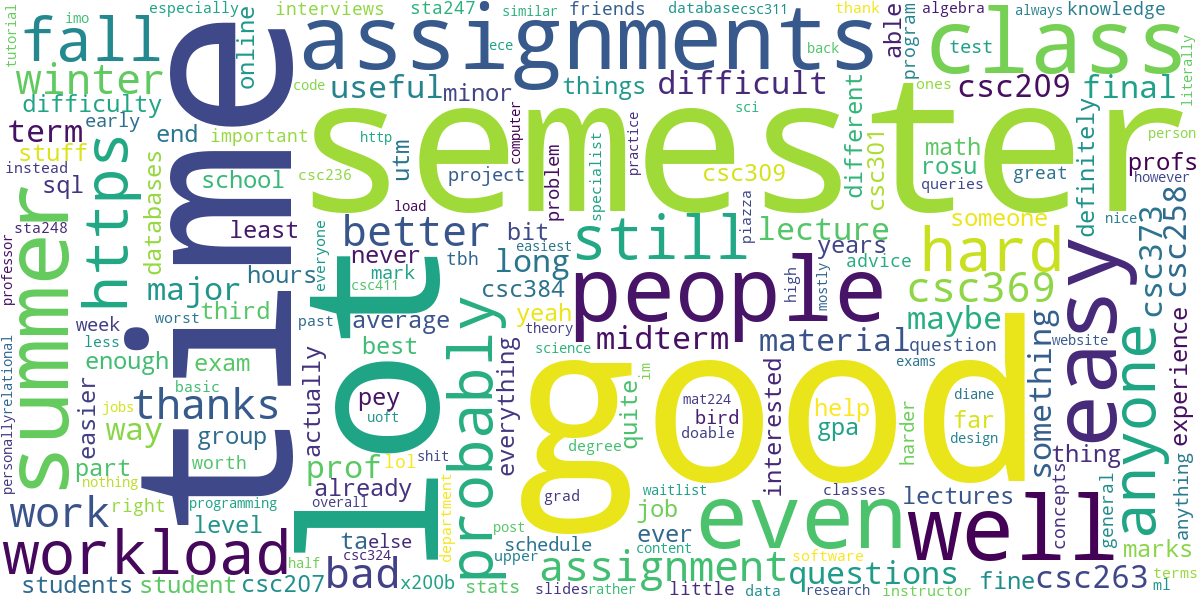 tutorial
imo
especially
interviews
sta247
similar
friends
databasecsc311
thank
algebra
always
knowledge
fall
online
assignments
ece
back
able
program
class
test
literally
winter
time
code
useful
minor
things
difficult
csc209
final
ones
difficulty
early
end
important
http
computer
sci
practice
different
csc301
person
term
semester
math
definitely
profs
stuff
https
utm
problem
specialist
rosu
however
instead
school
csc236
project
csc309
queries
great
sql
databases
summer
sta248
least
load
better
bit
still
piazza
lecture
someone
nice
csc373
csc258
professor
everyone
never
tbh
easiest
long
years
hard
hours
mark
csc411
people
high
mostly
advice
csc369
major
third
lot
csc384
yeah
maybe
something
easy
week
worst
past
average
theory
midterm
material
question
website
less
enough
exam
best
probably
everything
science
exams
anyone
experience
personallyrelational
basic
actually
good
quite
im
interested
jobs
thanks
pey
uoft
mat224
bird
doable
help
gpa
diane
far
design
easier
way
group
degree
harder
thing
part
worth
lol
shit
nothing
already
grad
waitlist
classes
lectures
concepts
general
anything
work
right
programming
overall
department
post
job
even
well
level
ta
else
schedule
ever
upper
content
marks
workload
half
csc324
bad
x200b
assignment
questions
software
fine
csc263
terms
students
student
csc207
stats
slides
rather
little
data
research
instructor
ml